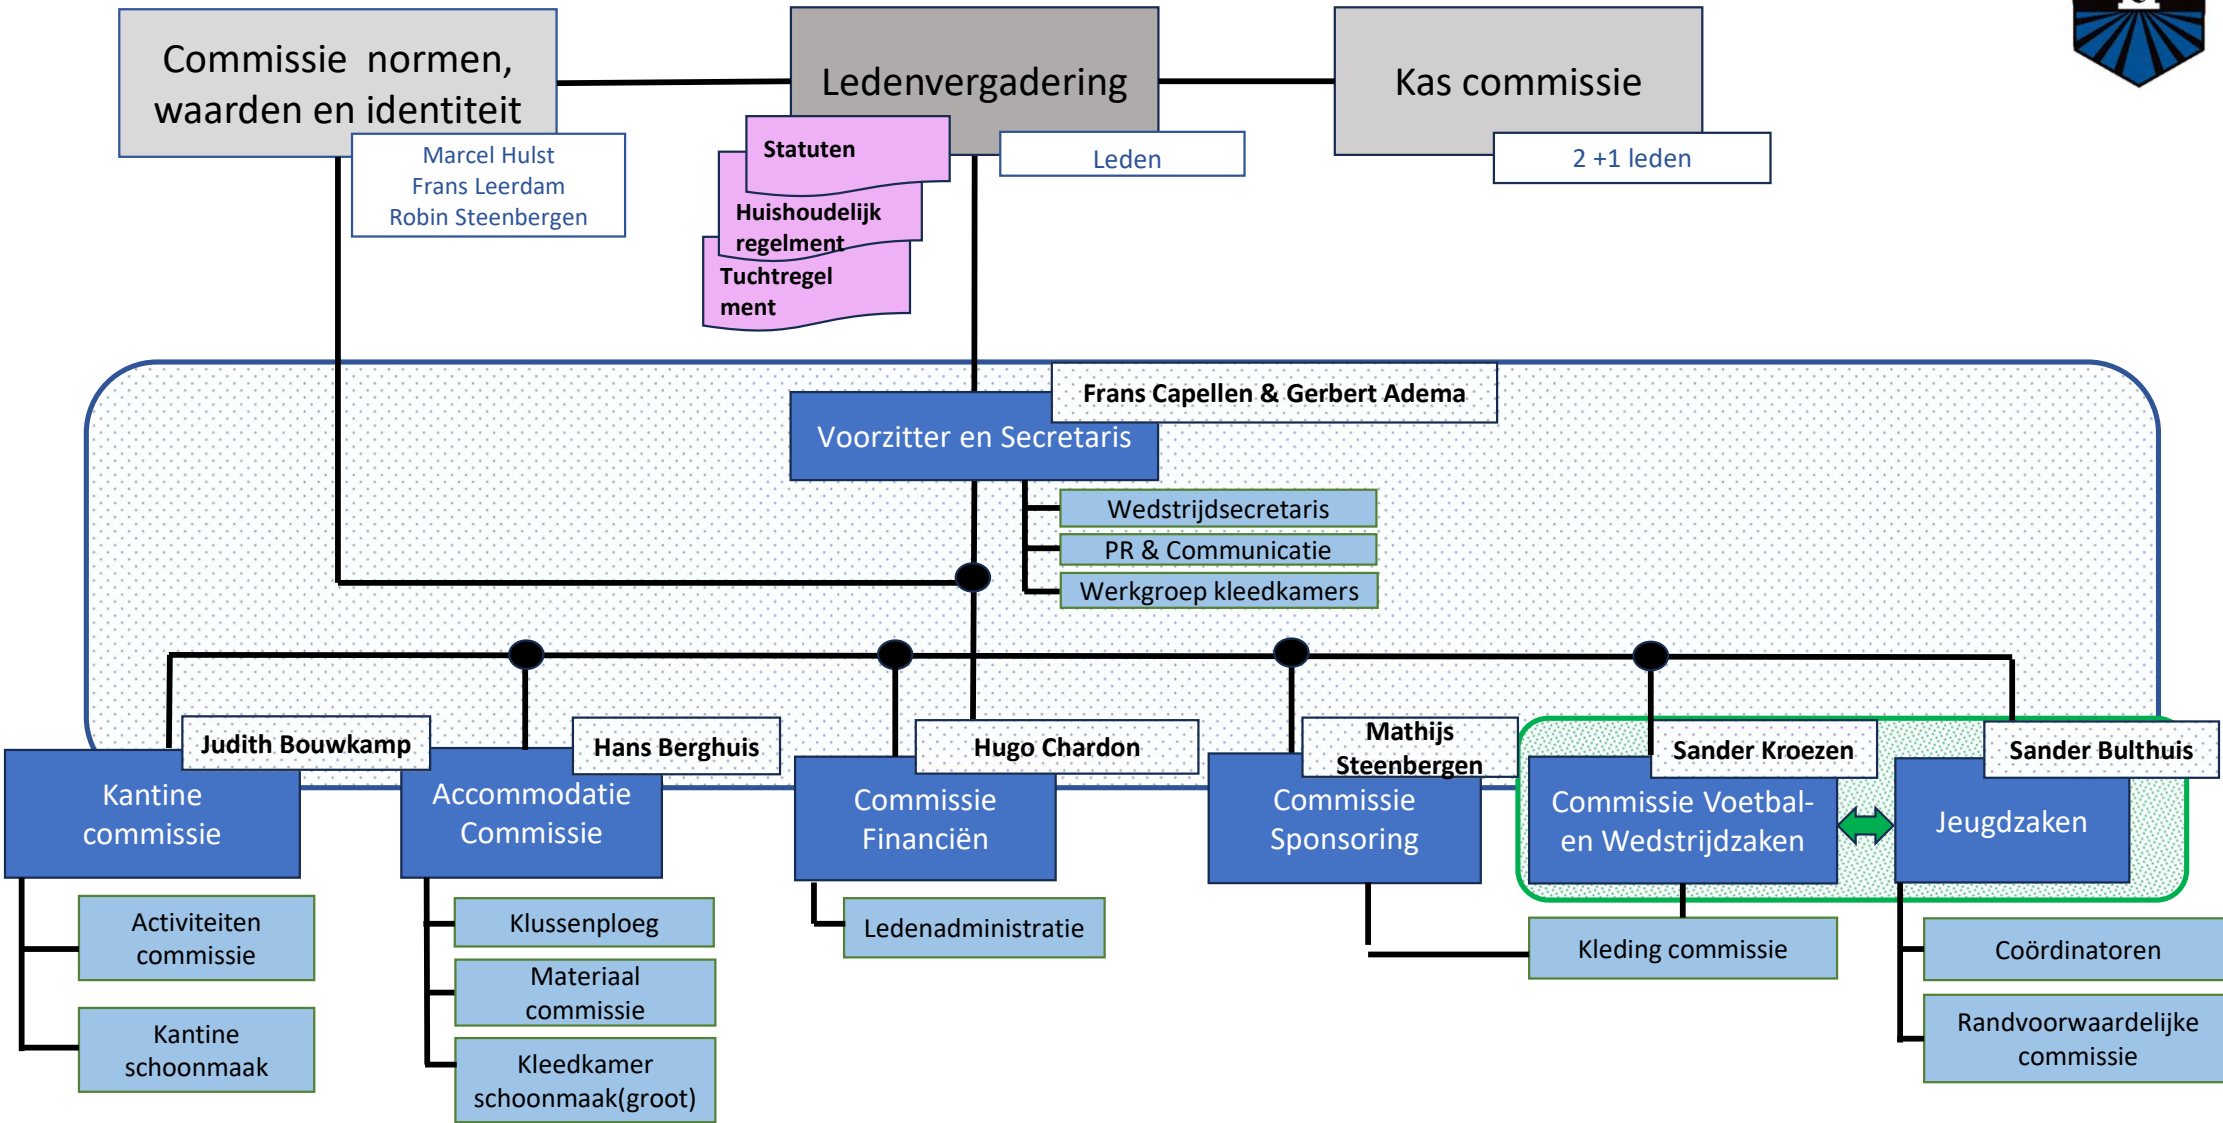 Commissie normen,
waarden en identiteit
Marcel Hulst
Frans Leerdam
Robin Steenbergen
Ledenvergadering
Leden
Kas commissie
2 +1 leden
Statuten
Huishoudelijk
regelment
Tuchtregel
ment
Frans Capellen & Gerbert Adema
Voorzitter en Secretaris
Wedstrijdsecretaris
PR & Communicatie
Werkgroep kleedkamers
Judith Bouwkamp
Kantine
commissie
Activiteiten
commissie
Kantine
schoonmaak
Hans Berghuis
Accommodatie
Commissie
Klussenploeg
Materiaal
commissie
Kleedkamer
schoonmaak(groot)
Hugo Chardon
Commissie
Financiën
Ledenadministratie
Mathijs
Steenbergen
Commissie
Sponsoring
Sander Kroezen
Commissie Voetbal-
en Wedstrijdzaken
Kleding commissie
Sander Bulthuis
Jeugdzaken
Coördinatoren
Randvoorwaardelijke
commissie